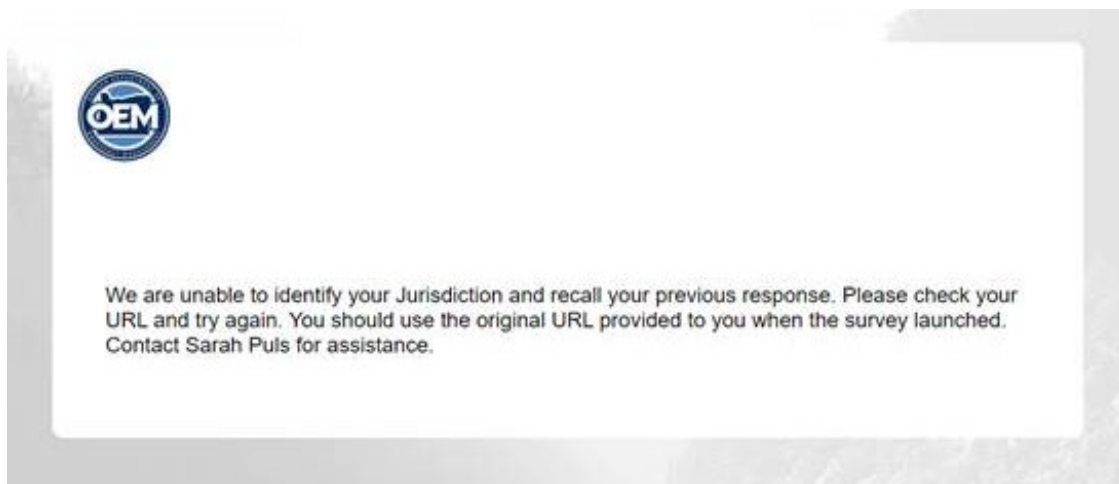 OEM
We are unable to identify your Jurisdiction and recall your previous response. Please check your
URL and try again. You should use the original URL provided to you when the survey launched.
Contact Sarah Puls for assistance.